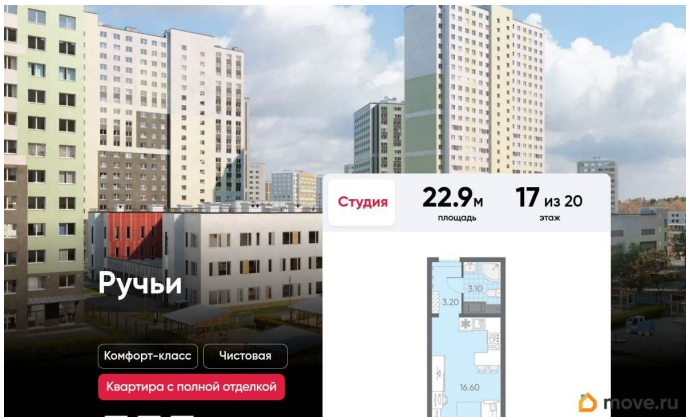 Студия
22.9 м
площадь
17 из 20
этаж
Ручьи
3.10
3.20
Комфорт-класс
Чистовая
16.60
Квартира с полной отделкой
move.ru